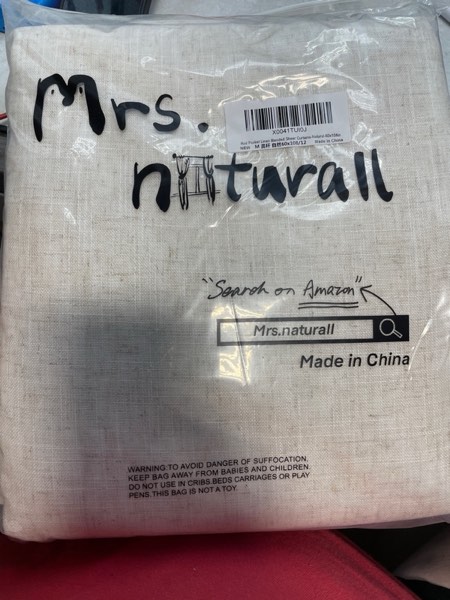 Mrs.
naturall
X0041TUI0J
Made in China
"Search on Amazon"
Mrs.naturall
Made in China
WARNING:TO AVOID DANGER OF SUFFOCATION.
KEEP BAG AWAY FROM BABIES AND CHILDREN.
DO NOT USE IN CRIBS.BEDS CARRIAGES OR PLAY
PENS.THIS BAG IS NOT A TOY.